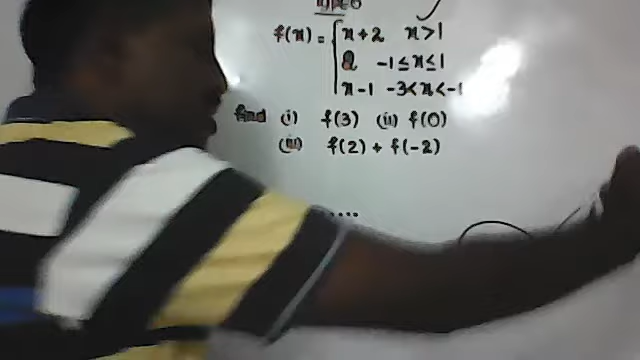 f(x) = { x + 2 x > 1
2 -1 ≤ x ≤ 1
x - 1 -3 < x < -1
find (i) f(3) (ii) f(0)
(iii) f(2) + f(-2)